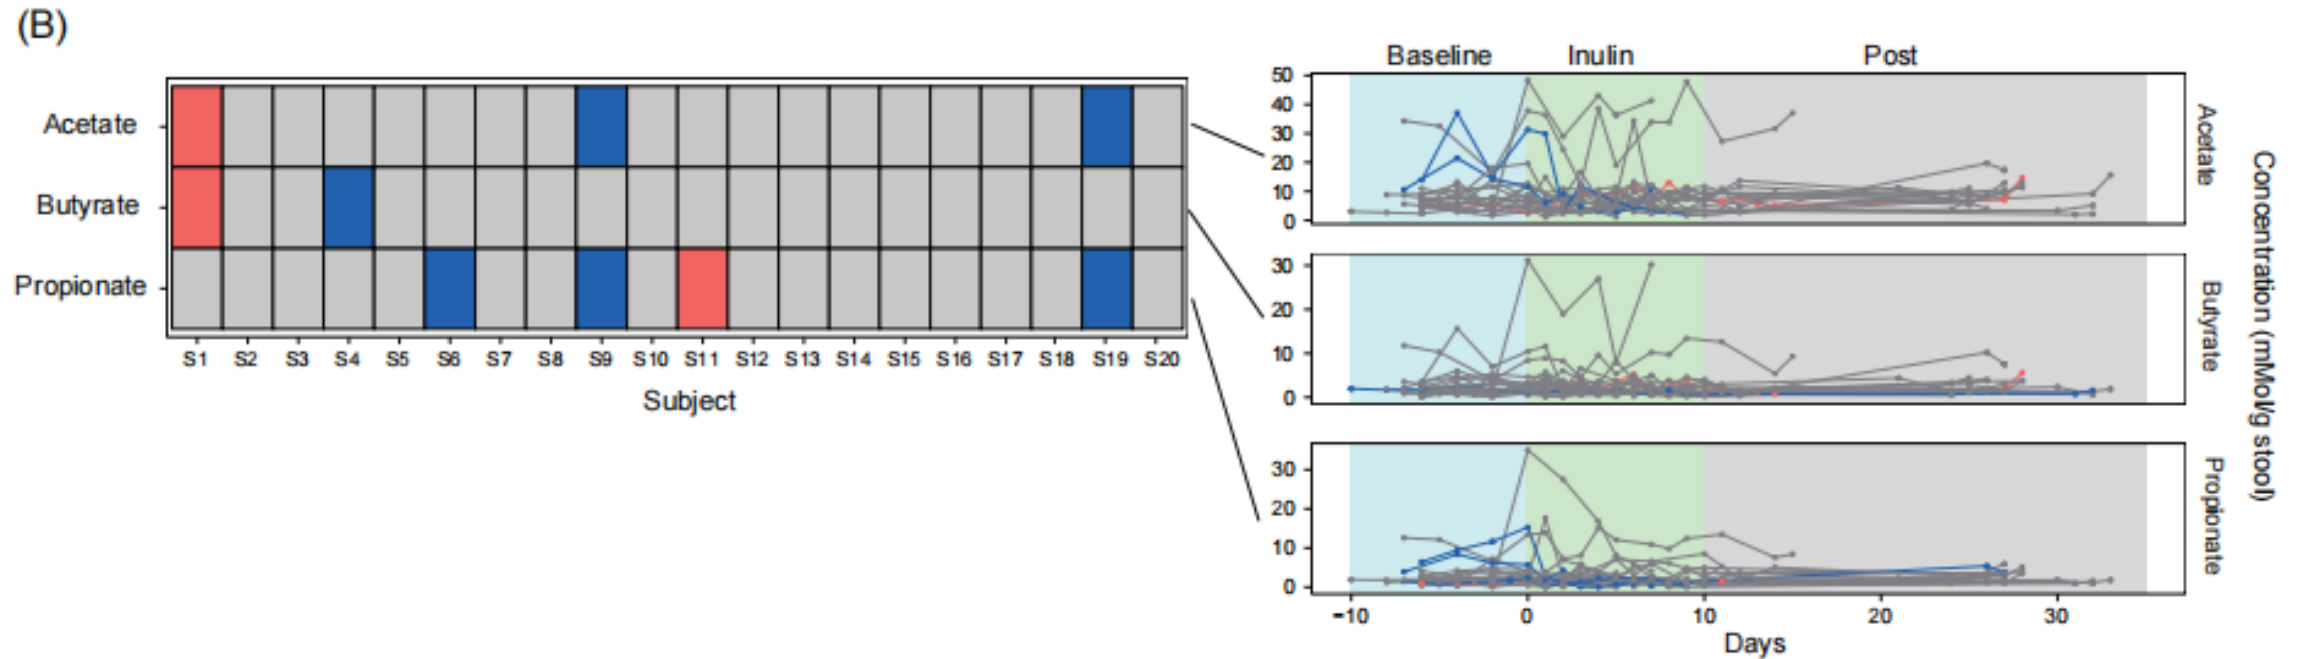 (B)
Acetate
Butyrate
Propionate
S1 S2 S3 S4 S5 S6 S7 S8 S9 S10 S11 S12 S13 S14 S15 S16 S17 S18 S19 S20
Subject
Baseline Inulin Post
50
40
30
20
10
0
Acetate
30
20
10
0
Butyrate
30
20
10
0
Propionate
−10 0 10 20 30
Days
Concentration (mMol/g stool)